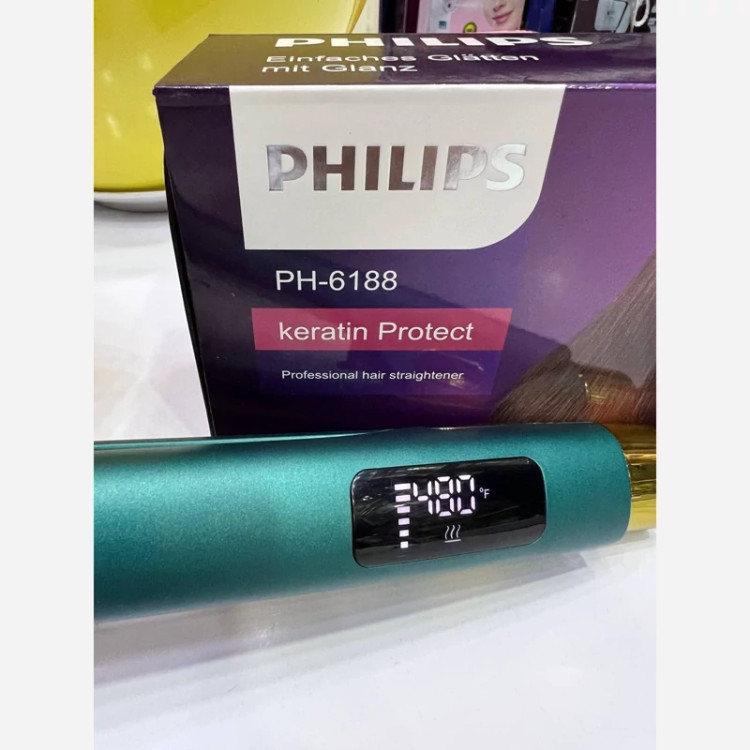 PHILIPS
Einfaches Glätten
mit Glanz
PHILIPS
PH-6188
keratin Protect
Professional hair straightener
480 °F